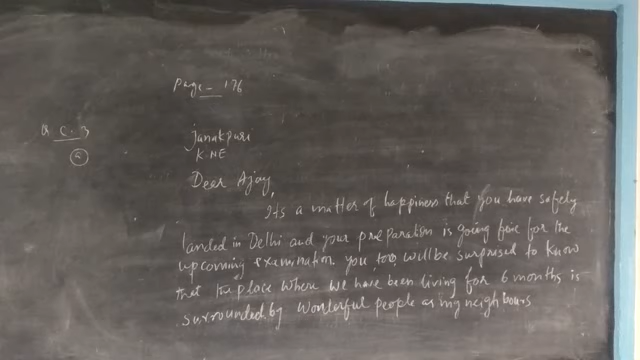 Page - 176
Q C. 3
(a)
Janakpuri
K NE
Dear Ajay,
Its a matter of happiness that you have safely
landed in Delhi and your preparation is going fine for the
upcoming examination you too will be surprised to know
that the place where we have been living for 6 months is
surrounded by wonderful people as my neighbours